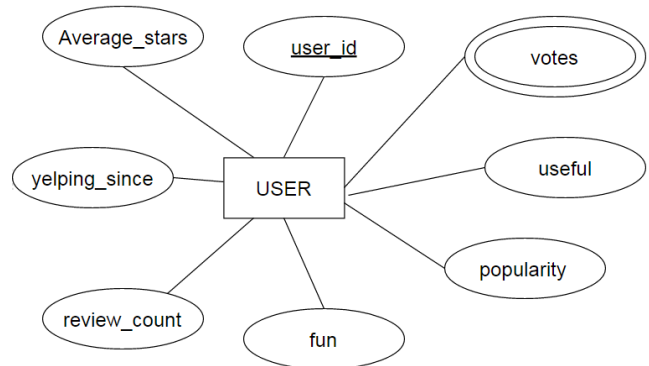 Average_stars
user_id
votes
yelping_since
USER
useful
popularity
review_count
fun